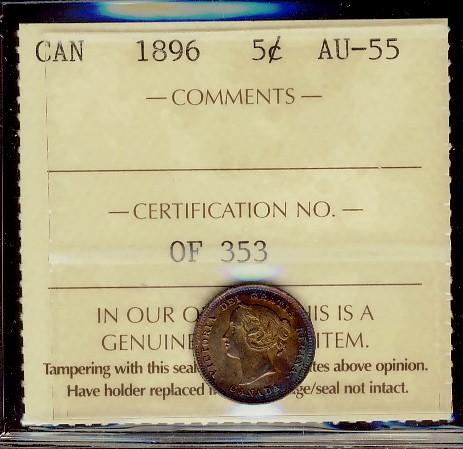 CAN 1896 5¢ AU-55
— COMMENTS —
— CERTIFICATION NO. —
OF 353
IN OUR IS IS A
GENUINE ITEM.
Tampering with this seal tes above opinion.
Have holder replaced ge/seal not intact.
VICTORIA DEI GRATIA REGINA.
CANADA